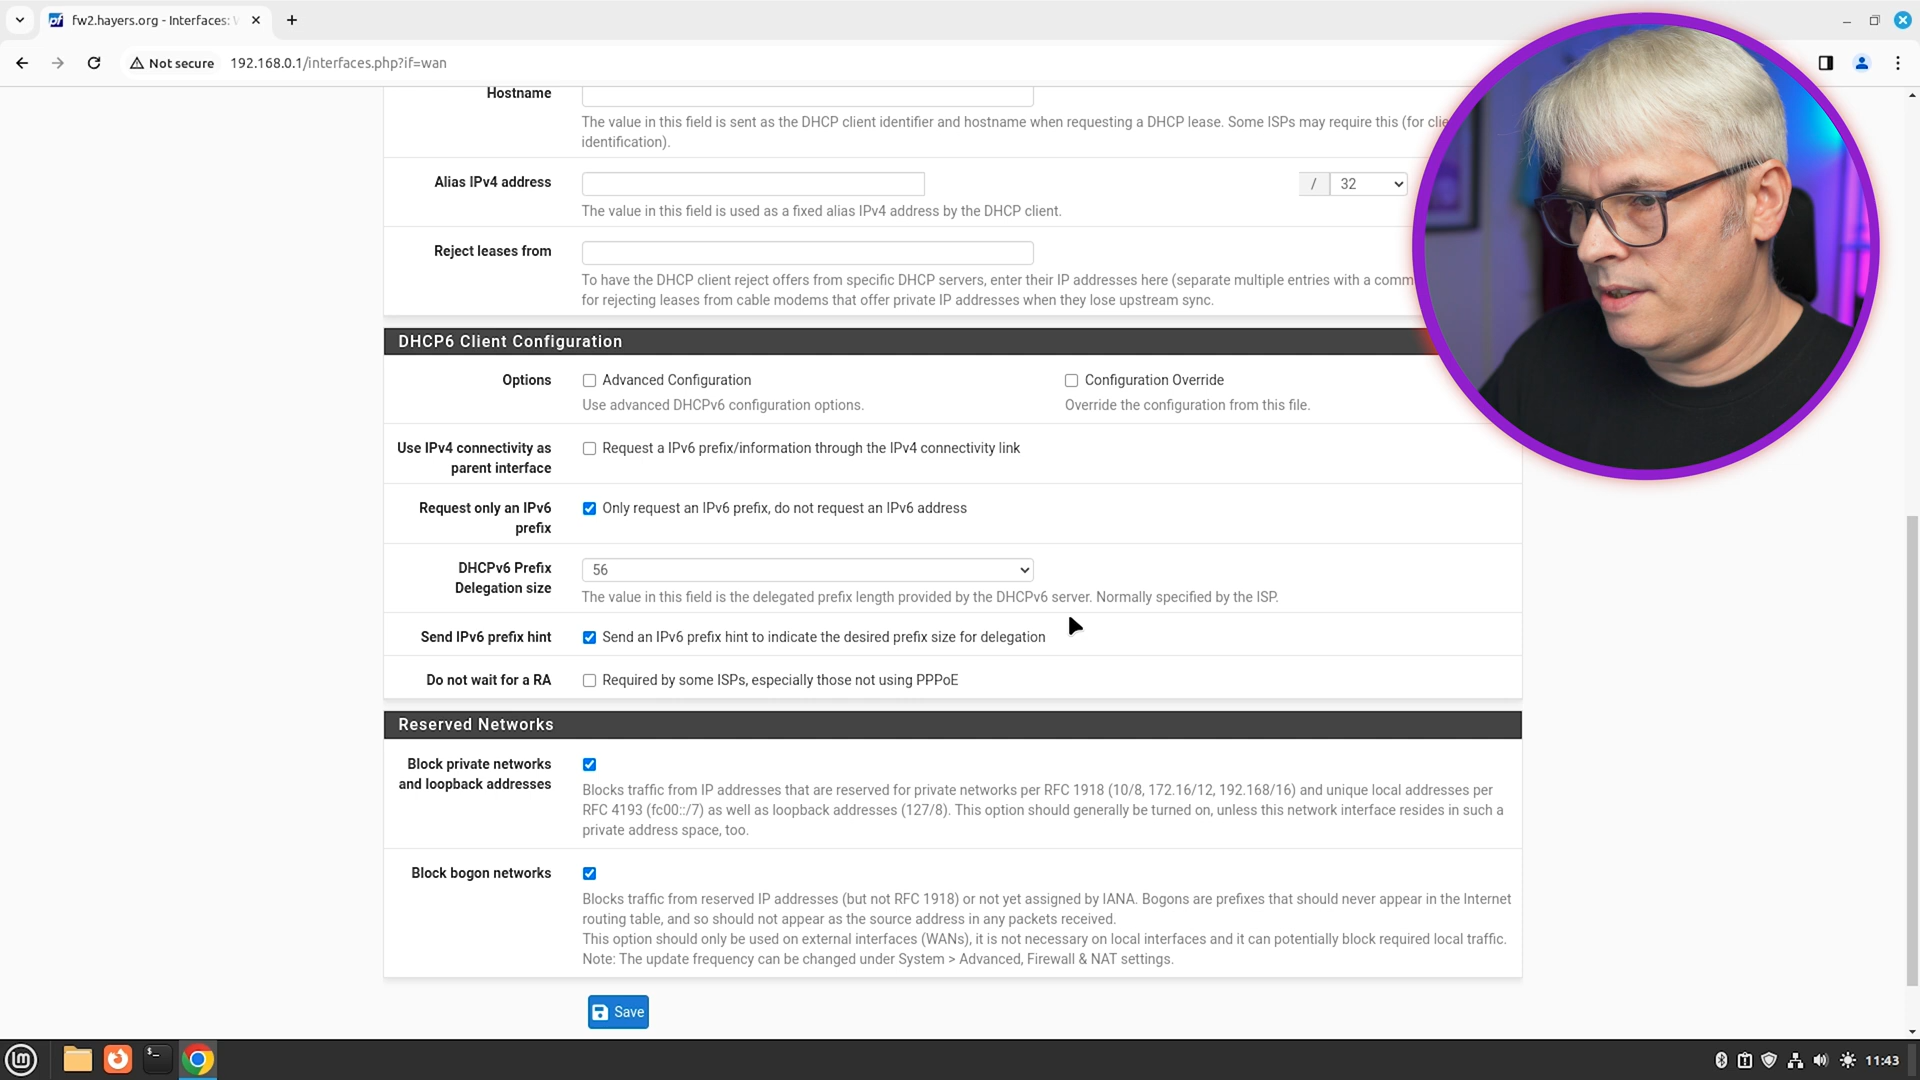 fw2.hayers.org - Interfaces:
Not secure
192.168.0.1/interfaces.php?if=wan
Hostname
The value in this field is sent as the DHCP client identifier and hostname when requesting a DHCP lease. Some ISPs may require this (for
identification).
Alias IPv4 address
/ 32
The value in this field is used as a fixed alias IPv4 address by the DHCP client.
Reject leases from
To have the DHCP client reject offers from specific DHCP servers, enter their IP addresses here (separate multiple entries with a
for rejecting leases from cable modems that offer private IP addresses when they lose upstream sync.
DHCP6 Client Configuration
Options
Advanced Configuration
Configuration Override
Use advanced DHCPv6 configuration options.
Override the configuration from this file.
Use IPv4 connectivity as
parent interface
Request a IPv6 prefix/information through the IPv4 connectivity link
Request only an IPv6
prefix
Only request an IPv6 prefix, do not request an IPv6 address
DHCPv6 Prefix
Delegation size
56
The value in this field is the delegated prefix length provided by the DHCPv6 server. Normally specified by the ISP.
Send IPv6 prefix hint
Send an IPv6 prefix hint to indicate the desired prefix size for delegation
Do not wait for a RA
Required by some ISPs, especially those not using PPPoE
Reserved Networks
Block private networks
and loopback addresses
Blocks traffic from IP addresses that are reserved for private networks per RFC 1918 (10/8, 172.16/12, 192.168/16) and unique local addresses per
RFC 4193 (fc00::/7) as well as loopback addresses (127/8). This option should generally be turned on, unless this network interface resides in such a
private address space, too.
Block bogon networks
Blocks traffic from reserved IP addresses (but not RFC 1918) or not yet assigned by IANA. Bogons are prefixes that should never appear in the Internet
routing table, and so should not appear as the source address in any packets received.
This option should only be used on external interfaces (WANs), it is not necessary on local interfaces and it can potentially block required local traffic.
Note: The update frequency can be changed under System > Advanced, Firewall & NAT settings.
Save
11:43